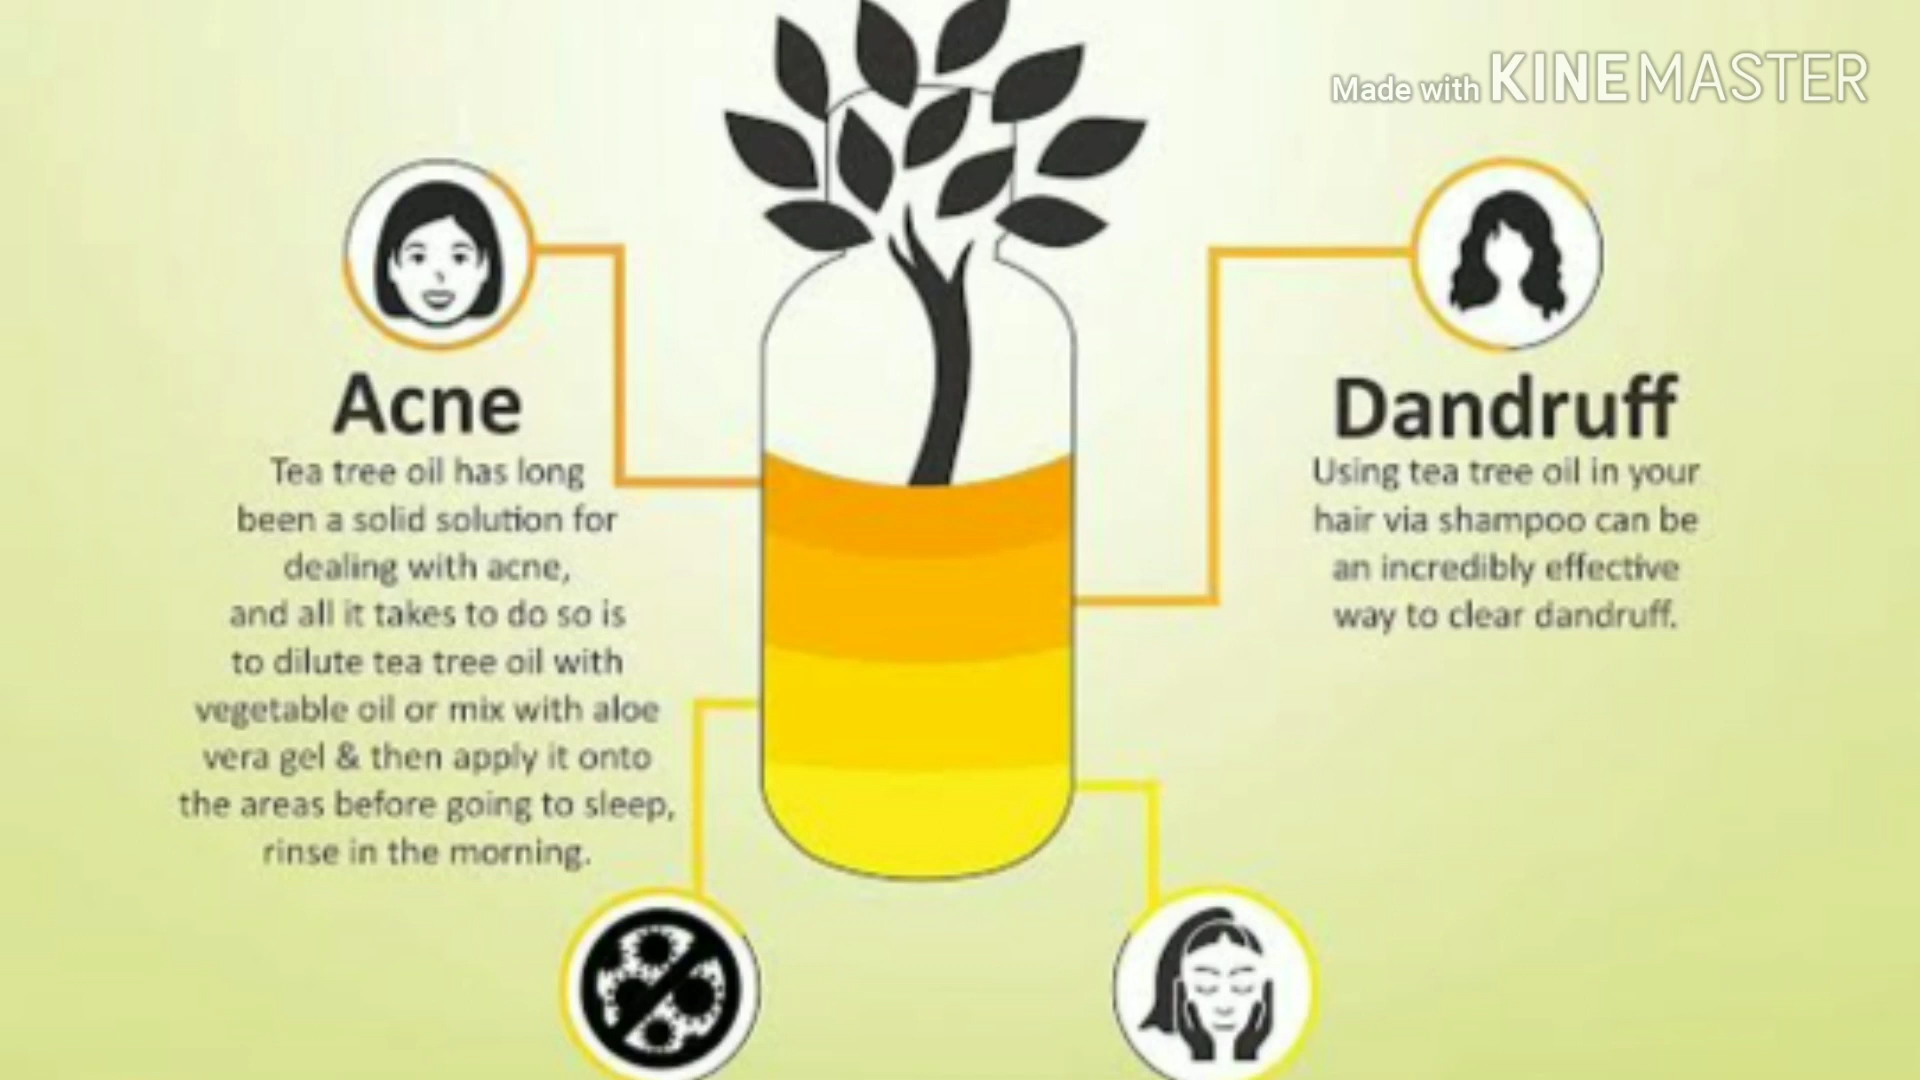 Made with KINEMASTER
Acne
Tea tree oil has long
been a solid solution for
dealing with acne,
and all it takes to do so is
to dilute tea tree oil with
vegetable oil or mix with aloe
vera gel & then apply it onto
the areas before going to sleep,
rinse in the morning.
Dandruff
Using tea tree oil in your
hair via shampoo can be
an incredibly effective
way to clear dandruff.